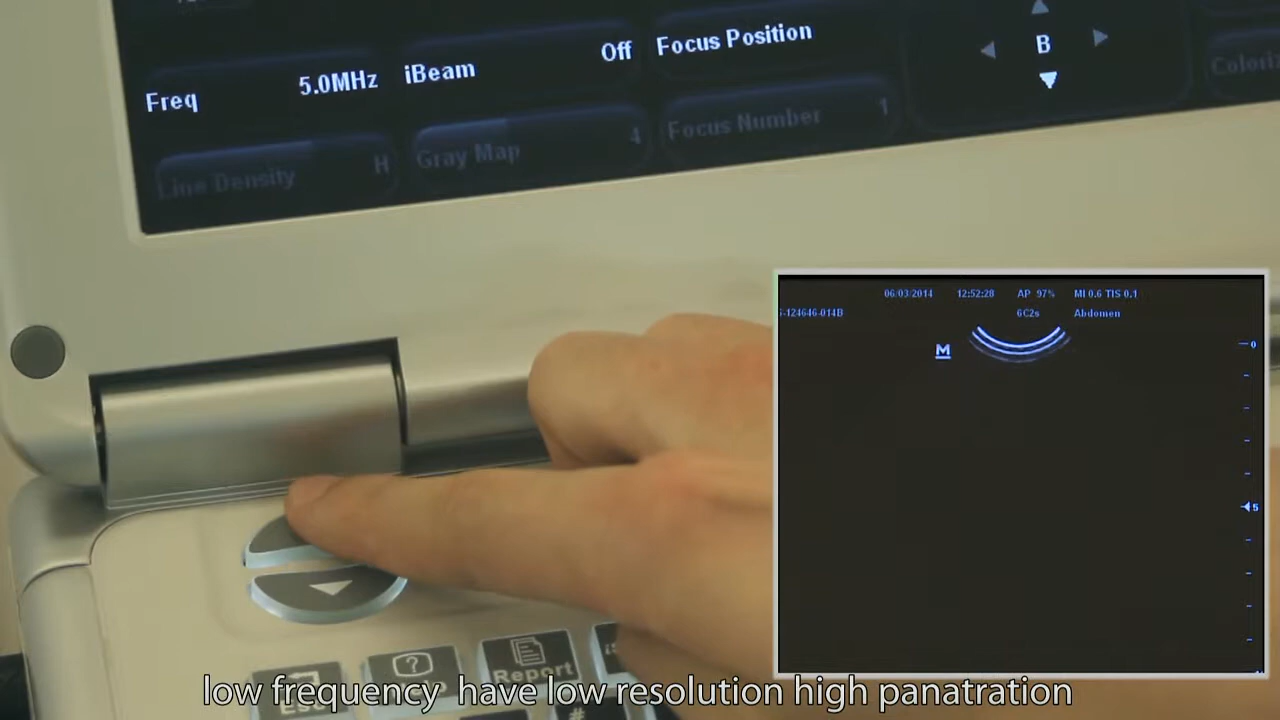 Freq 5.0MHz iBeam Off Focus Position
B
Line Density H Gray Map 4 Focus Number 1
06/03/2014 12:52:28 AP 97% MI 0.6 TIS 0.1
-124646-014B 6C2s Abdomen
M
0
5
Report
#
low frequency have low resolution high panatration